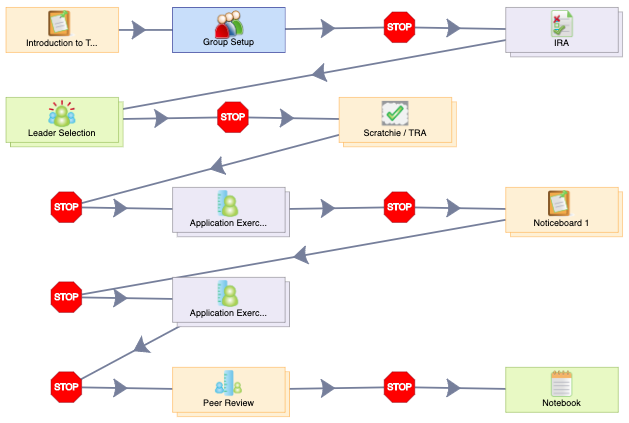 Introduction to T...
Group Setup
STOP
IRA
Leader Selection
STOP
Scratchie / TRA
STOP
Application Exerc...
STOP
Noticeboard 1
STOP
Application Exerc...
STOP
Peer Review
STOP
Notebook